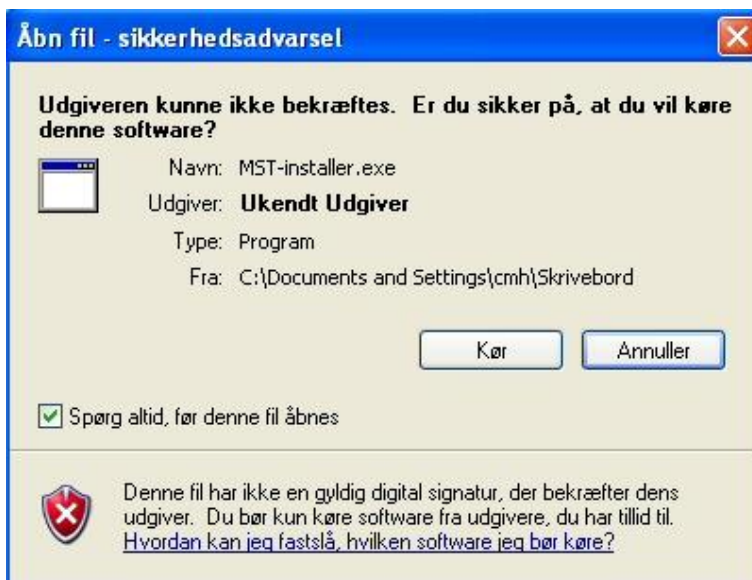 Åbn fil - sikkerhedsadvarsel
Udgiveren kunne ikke bekræftes. Er du sikker på, at du vil køre
denne software?
Navn: MST-installer.exe
Udgiver: Ukendt Udgiver
Type: Program
Fra: C:\Documents and Settings\cmh\Skrivebord
Kør Annuller
Spørg altid, før denne fil åbnes
Denne fil har ikke en gyldig digital signatur, der bekræfter dens
udgiver. Du bør kun køre software fra udgivere, du har tillid til.
Hvordan kan jeg fastslå, hvilken software jeg bør køre?